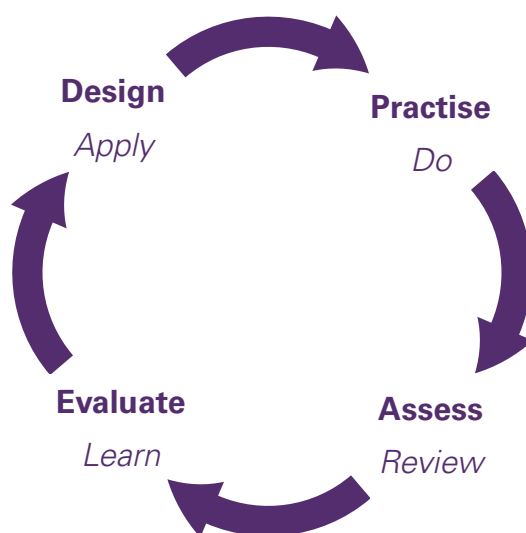 Design
Apply
Practise
Do
Assess
Review
Evaluate
Learn